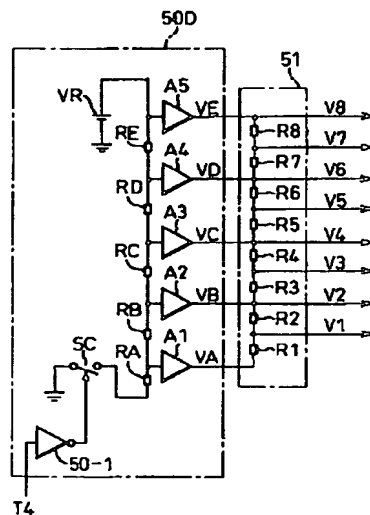 50D
51
A5
VE
V8
VR
R8
RE
V7
A4
R7
VD
V6
RD
R6
V5
A3
R5
VC
V4
RC
R4
V3
A2
R3
VB
V2
RB
R2
SC
V1
RA
A1
R1
VA
50-1
T4